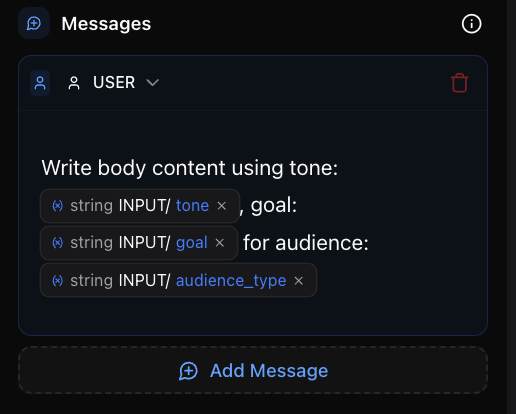 Messages
USER
Write body content using tone:
string INPUT/ tone ×, goal:
string INPUT/ goal × for audience:
string INPUT/ audience_type ×
Add Message